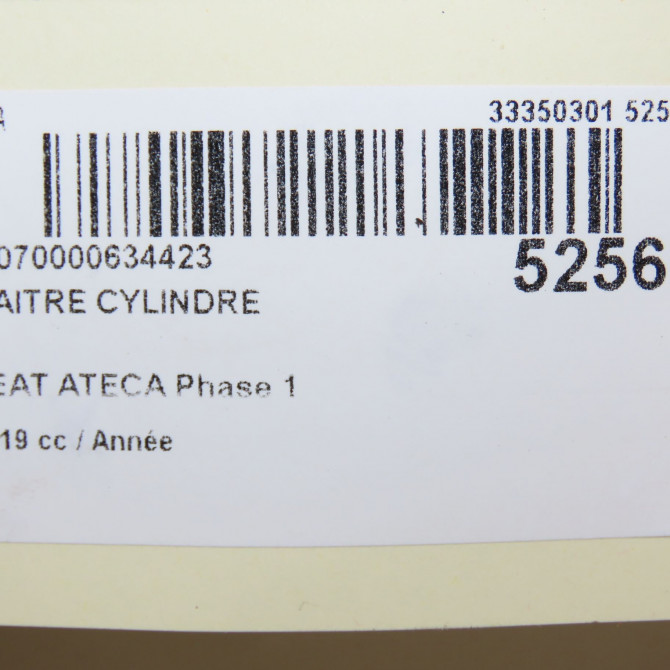 33350301 525
070000634423
5256
AITRE CYLINDRE
EAT ATECA Phase 1
19 cc / Année